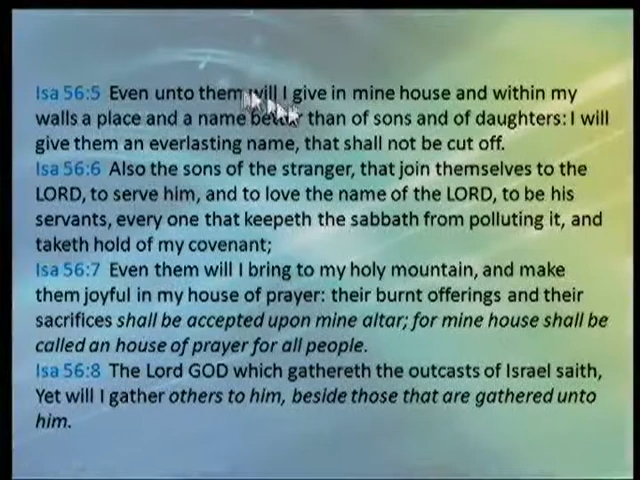 Isa 56:5 Even unto them will I give in mine house and within my
walls a place and a name better than of sons and of daughters: I will
give them an everlasting name, that shall not be cut off.
Isa 56:6 Also the sons of the stranger, that join themselves to the
LORD, to serve him, and to love the name of the LORD, to be his
servants, every one that keepeth the sabbath from polluting it, and
taketh hold of my covenant;
Isa 56:7 Even them will I bring to my holy mountain, and make
them joyful in my house of prayer: their burnt offerings and their
sacrifices shall be accepted upon mine altar; for mine house shall be
called an house of prayer for all people.
Isa 56:8 The Lord GOD which gathereth the outcasts of Israel saith,
Yet will I gather others to him, beside those that are gathered unto
him.